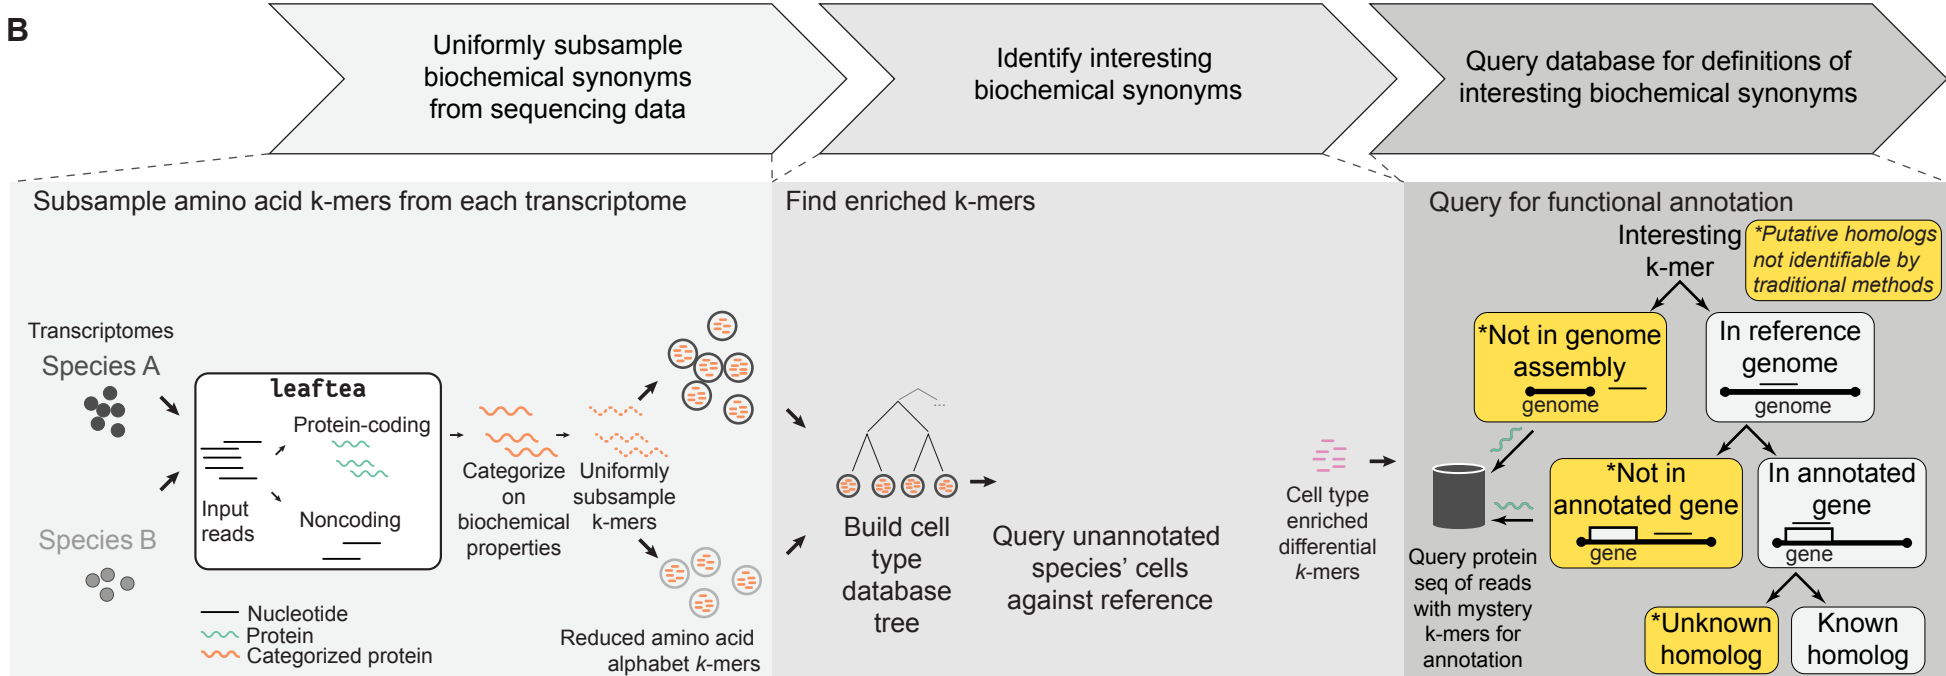 B
Uniformly subsample
biochemical synonyms
from sequencing data
Identify interesting
biochemical synonyms
Query database for definitions of
interesting biochemical synonyms
Subsample amino acid k-mers from each transcriptome
Transcriptomes
Species A
Species B
leaftea
Protein-coding
Input
reads
Noncoding
Nucleotide
Protein
Categorized protein
Categorize
on
biochemical
properties
Uniformly
subsample
k-mers
Reduced amino acid
alphabet k-mers
Find enriched k-mers
...
Build cell
type
database
tree
Query unannotated
species’ cells
against reference
Cell type
enriched
differential
k-mers
Query for functional annotation
Interesting
k-mer
*Putative homologs
not identifiable by
traditional methods
*Not in genome
assembly
genome
In reference
genome
genome
*Not in
annotated gene
gene
In annotated
gene
gene
Query protein
seq of reads
with mystery
k-mers for
annotation
*Unknown
homolog
Known
homolog